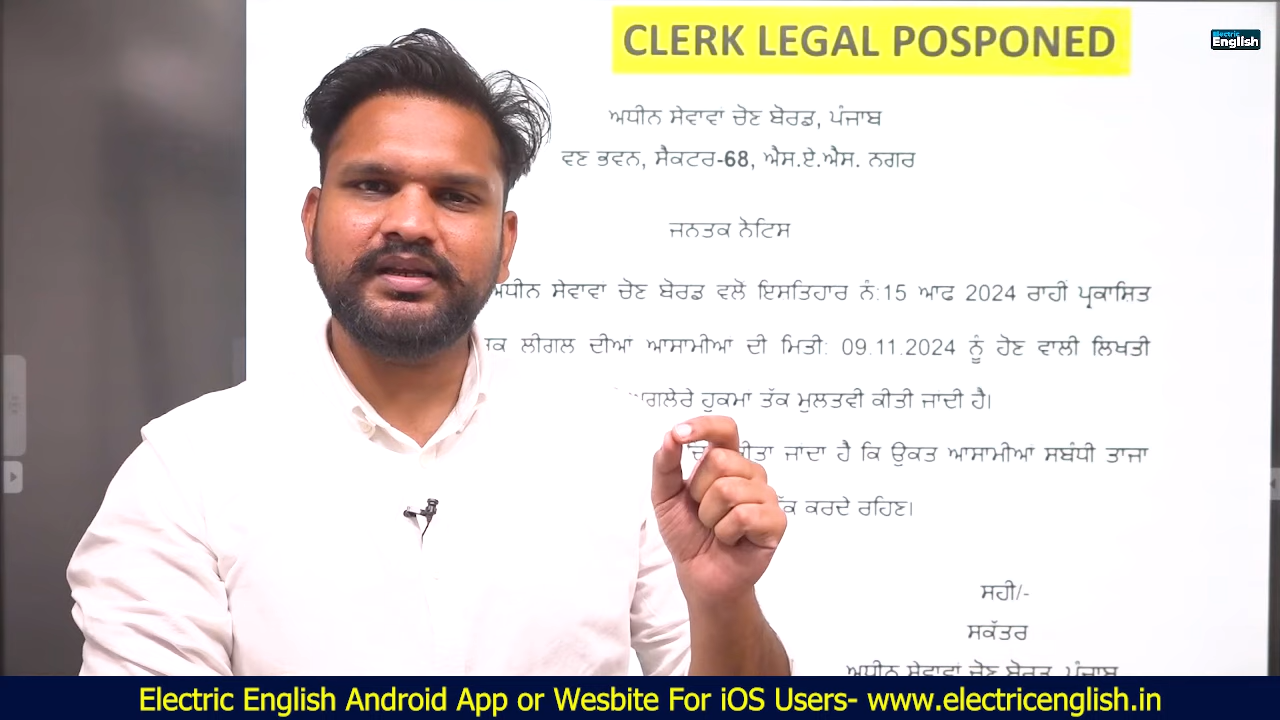 CLERK LEGAL POSPONED
Electric
English
ਅਧੀਨ ਸੇਵਾਵਾਂ ਚੋਣ ਬੋਰਡ, ਪੰਜਾਬ
ਵਣ ਭਵਨ, ਸੈਕਟਰ-68, ਐਸ.ਏ.ਐਸ. ਨਗਰ
ਜਨਤਕ ਨੋਟਿਸ
ਅਧੀਨ ਸੇਵਾਵਾਂ ਚੋਣ ਬੋਰਡ ਵਲੋਂ ਇਸਤਿਹਾਰ ਨੰ:15 ਆਫ 2024 ਰਾਹੀਂ ਪ੍ਰਕਾਸਿਤ
ਲੀਗਲ ਦੀਆਂ ਆਸਾਮੀਆਂ ਦੀ ਮਿਤੀ: 09.11.2024 ਨੂੰ ਹੋਣ ਵਾਲੀ ਲਿਖਤੀ
ਹੁਕਮਾਂ ਤੱਕ ਮੁਲਤਵੀ ਕੀਤੀ ਜਾਂਦੀ ਹੈ।
ਜਾਂਦਾ ਹੈ ਕਿ ਉਕਤ ਆਸਾਮੀਆਂ ਸਬੰਧੀ ਤਾਜਾ
ਕਰਦੇ ਰਹਿਣ।
ਸਹੀ/-
ਸਕੱਤਰ
ਅਧੀਨ ਸੇਵਾਵਾਂ ਚੋਣ ਬੋਰਡ, ਪੰਜਾਬ
Electric English Android App or Wesbite For iOS Users- www.electricenglish.in